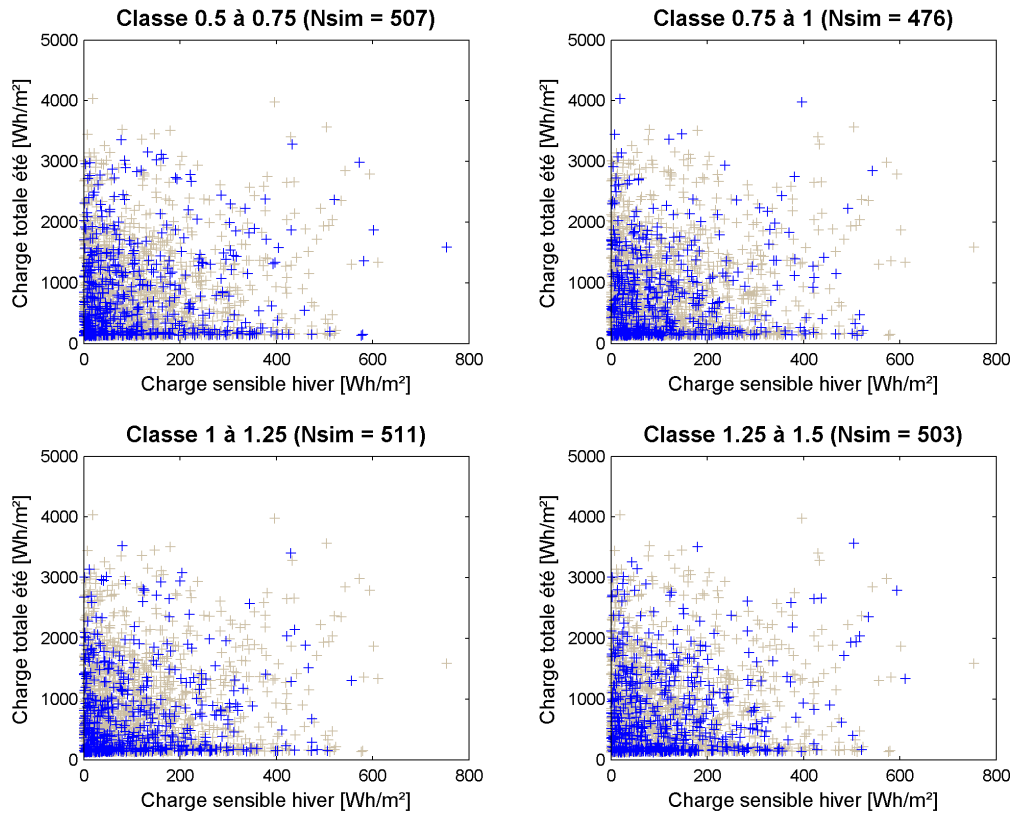 Classe 0.5 à 0.75 (Nsim = 507)
5000
4000
3000
2000
1000
0
Charge totale été [Wh/m²]
0 200 400 600 800
Charge sensible hiver [Wh/m²]
Classe 0.75 à 1 (Nsim = 476)
5000
4000
3000
2000
1000
0
Charge totale été [Wh/m²]
0 200 400 600 800
Charge sensible hiver [Wh/m²]
Classe 1 à 1.25 (Nsim = 511)
5000
4000
3000
2000
1000
0
Charge totale été [Wh/m²]
0 200 400 600 800
Charge sensible hiver [Wh/m²]
Classe 1.25 à 1.5 (Nsim = 503)
5000
4000
3000
2000
1000
0
Charge totale été [Wh/m²]
0 200 400 600 800
Charge sensible hiver [Wh/m²]